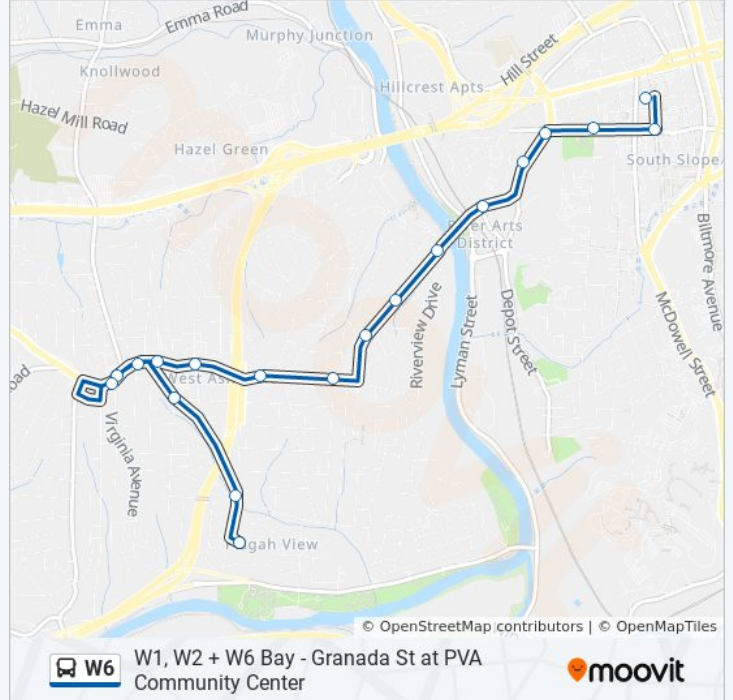 Emma
Emma Road
Murphy Junction
Hill Street
Knollwood
Hillcrest Apts
Hazel Mill Road
Hazel Green
South Slope
River Arts
District
Biltmore Avenue
Riverview Drive
Lyman Street
Depot Street
McDowell Street
West Ash
oad
Virginia Avenue
Pisgah View
© OpenStreetMap contributors | © OpenMapTiles
W6
W1, W2 + W6 Bay - Granada St at PVA
Community Center
moovit